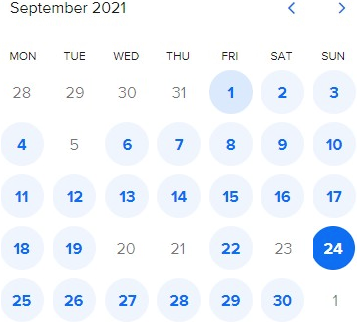 September 2021
MON TUE WED THU FRI SAT SUN
28 29 30 31 1 2 3
4 5 6 7 8 9 10
11 12 13 14 15 16 17
18 19 20 21 22 23 24
25 26 27 28 29 30 1